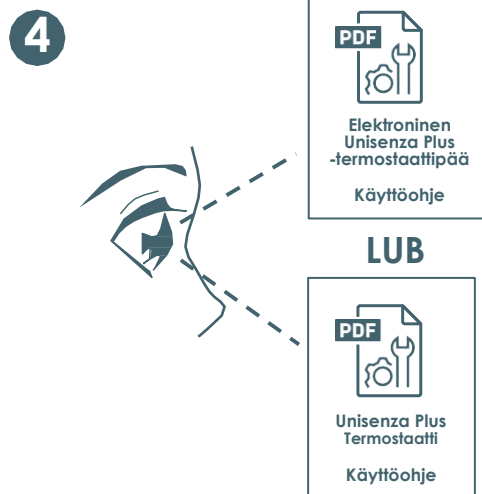 4
PDF
Elektroninen
Unisenza Plus
-termostaattipää
Käyttöohje
LUB
PDF
Unisenza Plus
Termostaatti
Käyttöohje